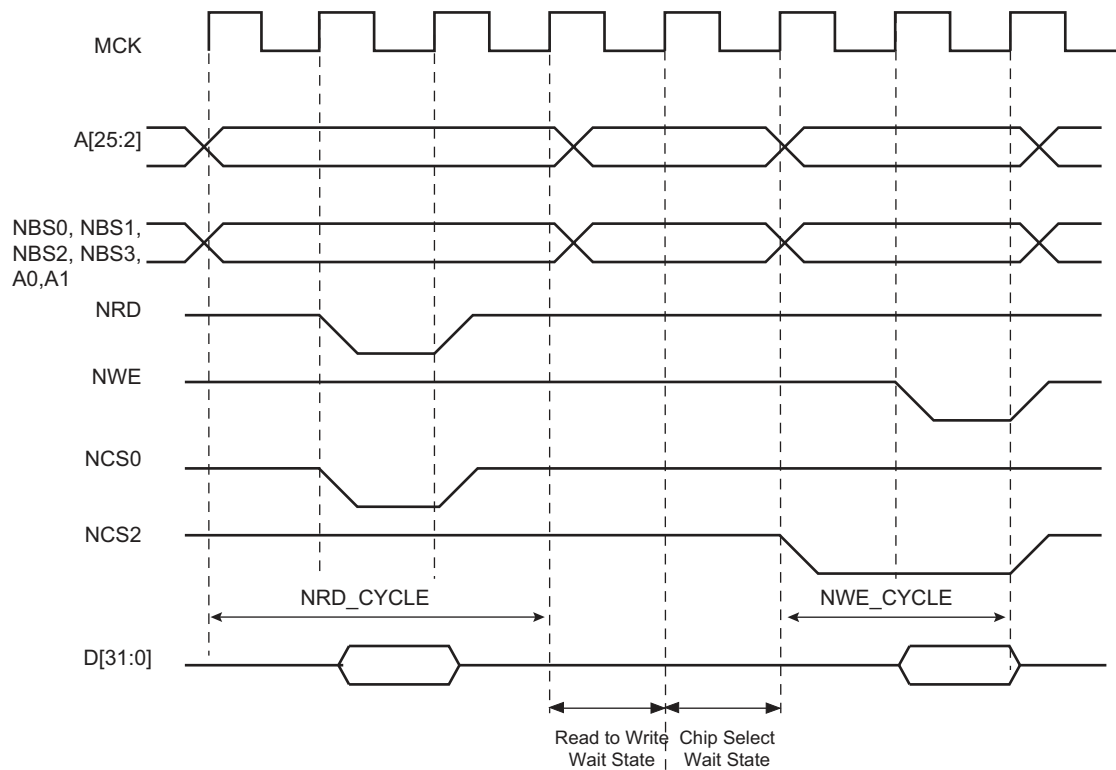 MCK
A[25:2]
NBS0, NBS1,
NBS2, NBS3,
A0,A1
NRD
NWE
NCS0
NCS2
NRD_CYCLE
NWE_CYCLE
D[31:0]
Read to Write
Wait State
Chip Select
Wait State